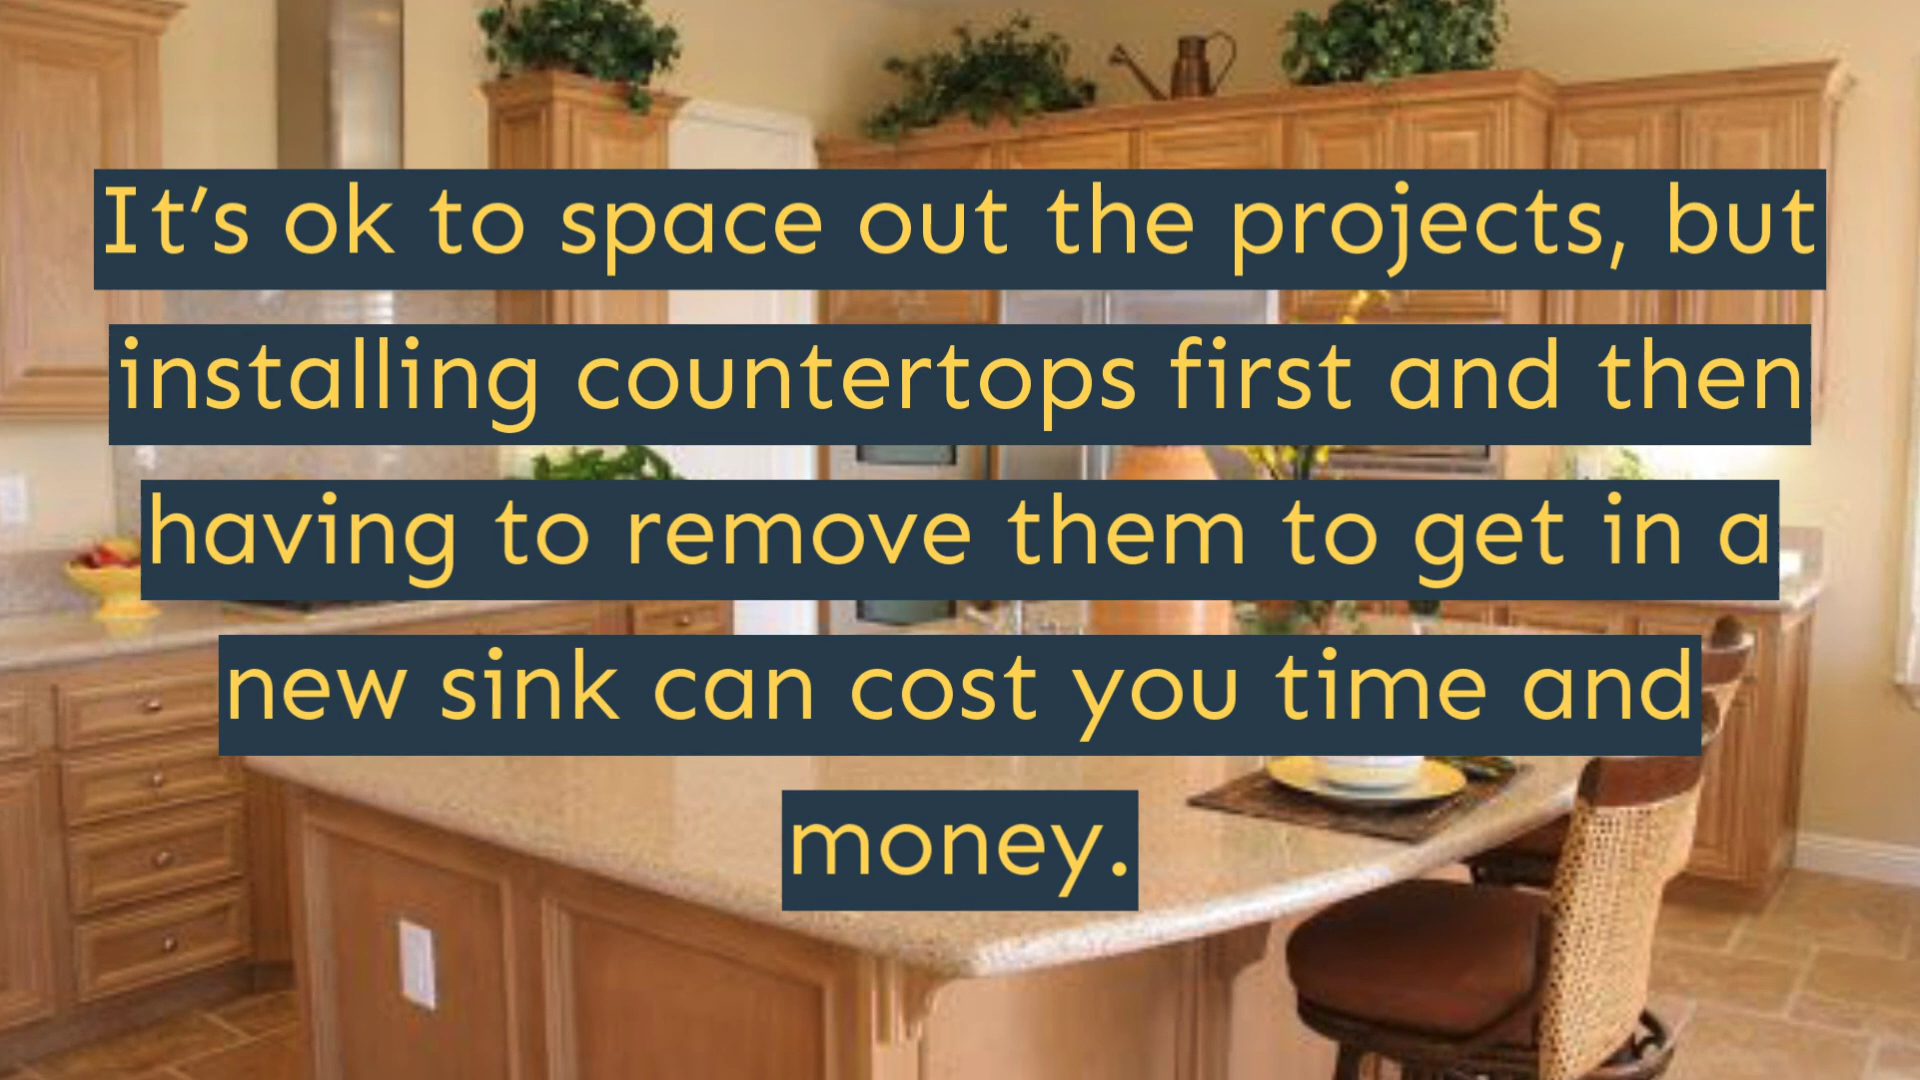 It’s ok to space out the projects, but
installing countertops first and then
having to remove them to get in a
new sink can cost you time and
money.